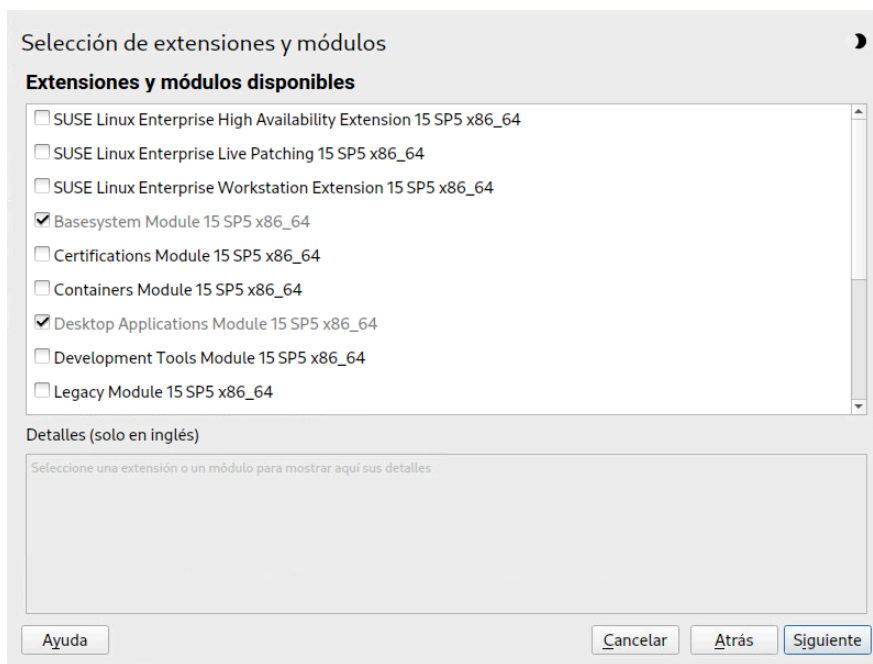 Selección de extensiones y módulos
Extensiones y módulos disponibles
SUSE Linux Enterprise High Availability Extension 15 SP5 x86_64
SUSE Linux Enterprise Live Patching 15 SP5 x86_64
SUSE Linux Enterprise Workstation Extension 15 SP5 x86_64
Basesystem Module 15 SP5 x86_64
Certifications Module 15 SP5 x86_64
Containers Module 15 SP5 x86_64
Desktop Applications Module 15 SP5 x86_64
Development Tools Module 15 SP5 x86_64
Legacy Module 15 SP5 x86_64
Detalles (solo en inglés)
Seleccione una extensión o un módulo para mostrar aquí sus detalles
Ayuda Cancelar Atrás Siguiente